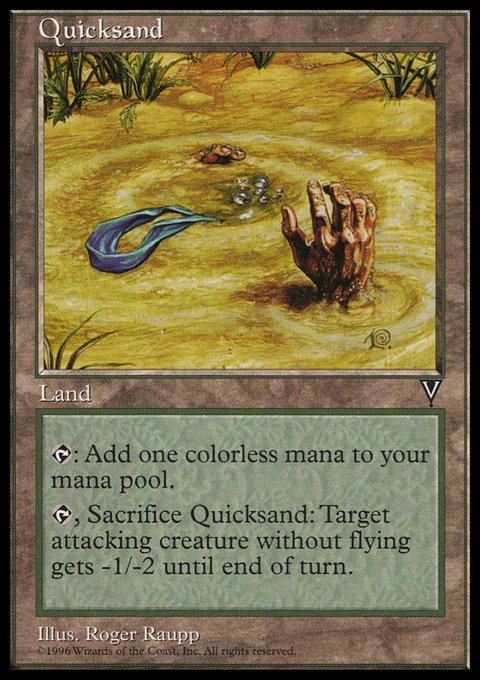 Quicksand
Land
: Add one colorless mana to your
mana pool.
, Sacrifice Quicksand: Target
attacking creature without flying
gets -1/-2 until end of turn.
Illus. Roger Raupp
©1996 Wizards of the Coast, Inc. All rights reserved.